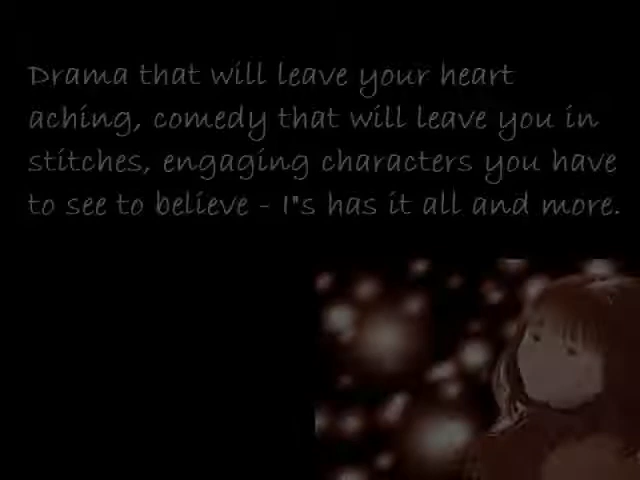 Drama that will leave your heart
aching, comedy that will leave you in
stitches, engaging characters you have
to see to believe - I"s has it all and more.